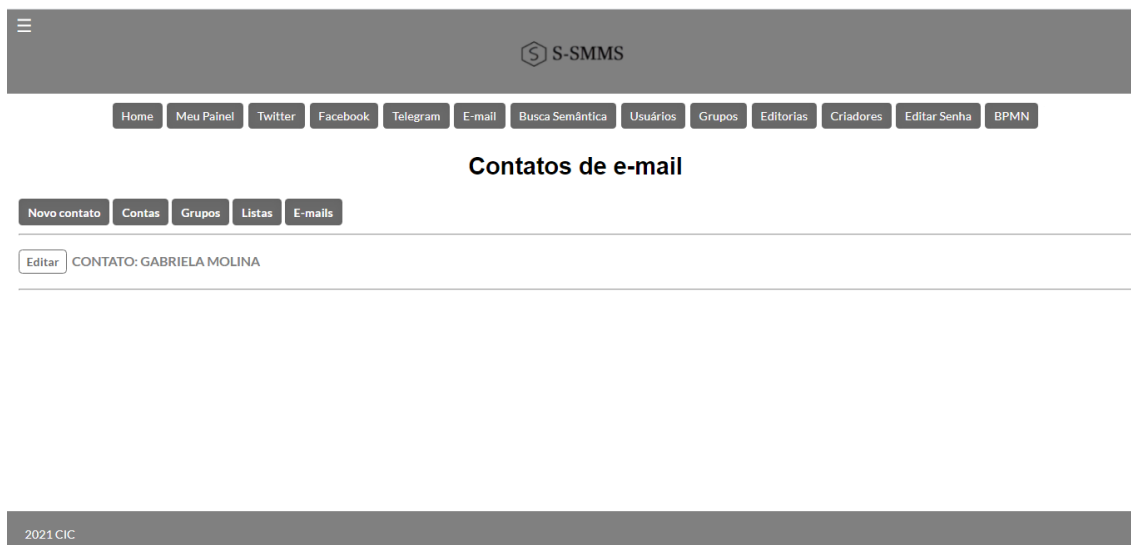 S-SMMS
Home Meu Painel Twitter Facebook Telegram E-mail Busca Semântica Usuários Grupos Editorias Criadores Editar Senha BPMN
Contatos de e-mail
Novo contato Contas Grupos Listas E-mails
Editar CONTATO: GABRIELA MOLINA
2021 CIC